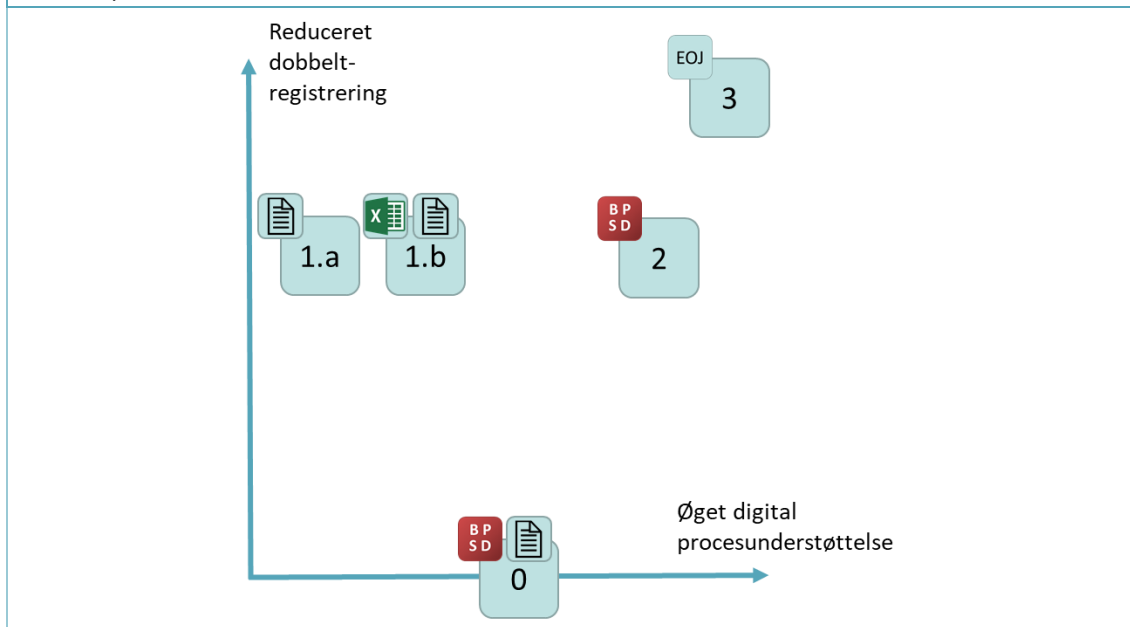 Reduceret
dobbelt-
registrering
EOJ
3
1.a
X
1.b
B P
S D
2
B P
S D
0
Øget digital
procesunderstøttelse